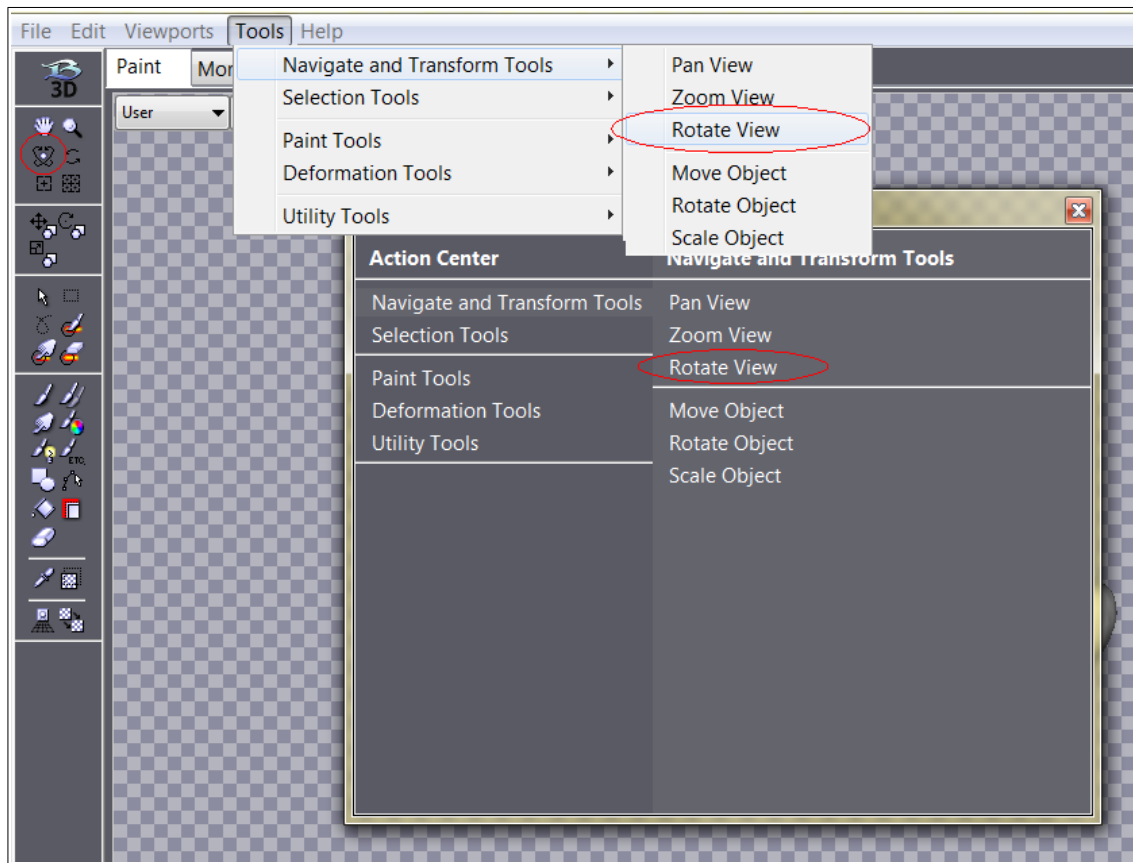 File Edit Viewports Tools Help
3D
Paint Mor
User
Navigate and Transform Tools
Selection Tools
Paint Tools
Deformation Tools
Utility Tools
Pan View
Zoom View
Rotate View
Move Object
Rotate Object
Scale Object
ETC.
Action Center
Navigate and Transform Tools
Selection Tools
Paint Tools
Deformation Tools
Utility Tools
Navigate and Transform Tools
Pan View
Zoom View
Rotate View
Move Object
Rotate Object
Scale Object